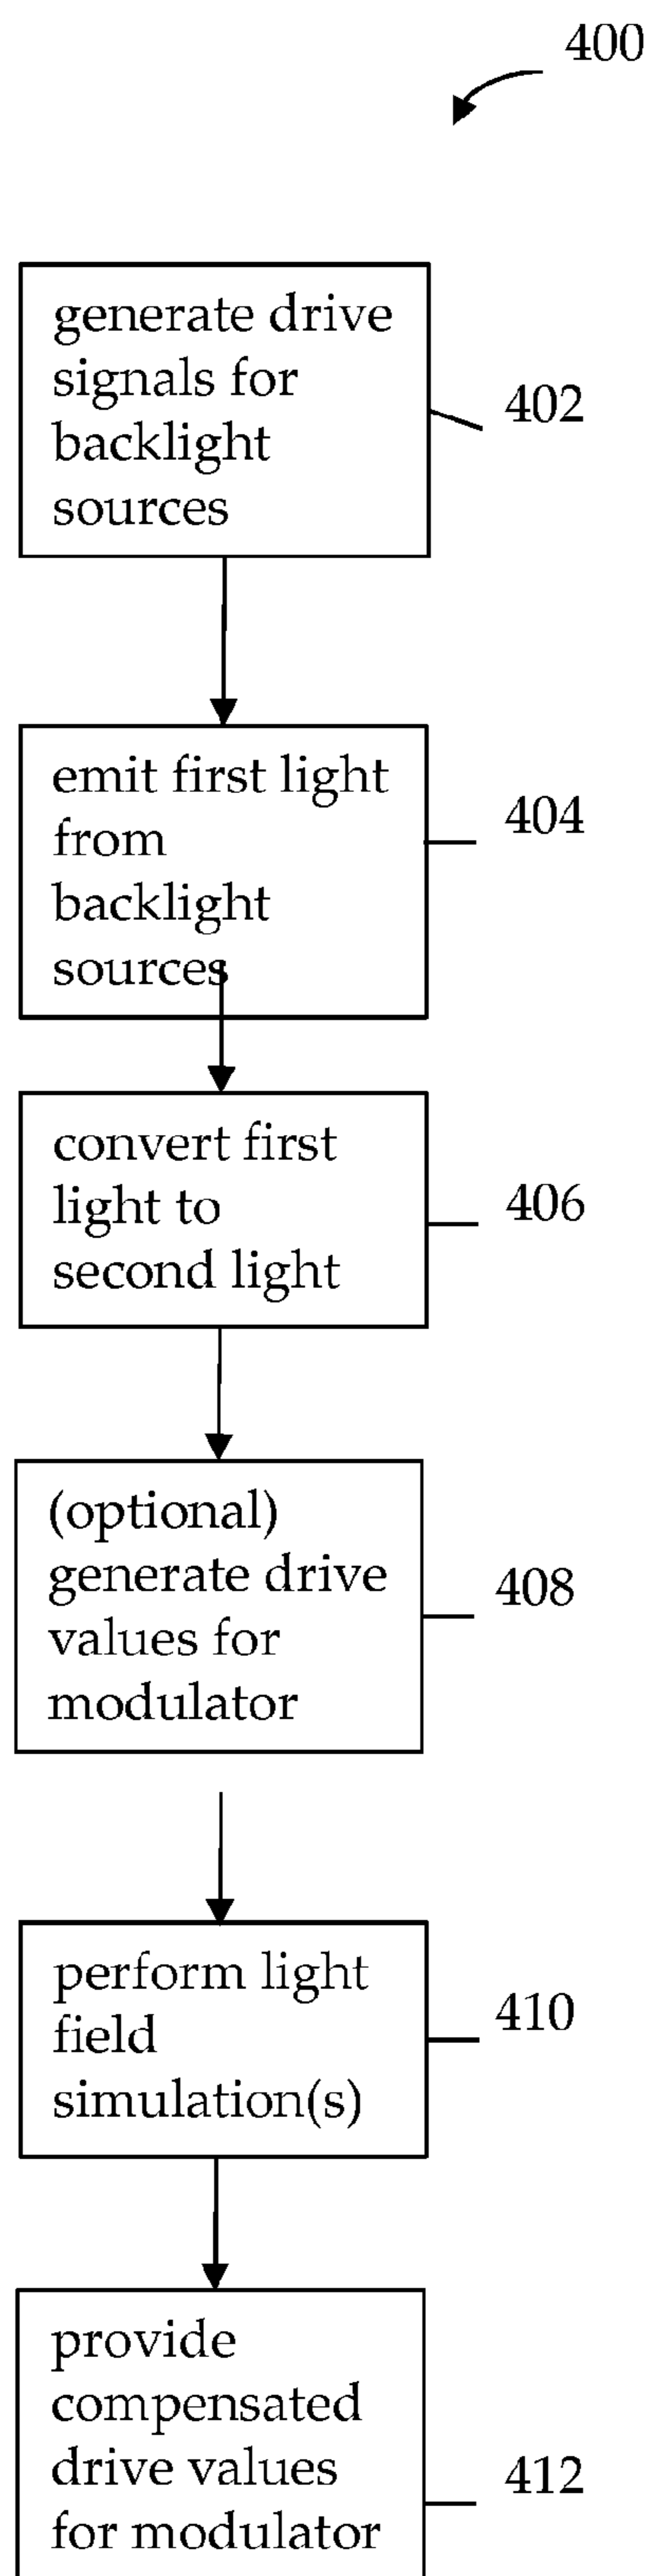 400
generate drive
signals for
backlight
sources
402
emit first light
from
backlight
sources
404
convert first
light to
second light
406
(optional)
generate drive
values for
modulator
408
perform light
field
simulation(s)
410
provide
compensated
drive values
for modulator
412